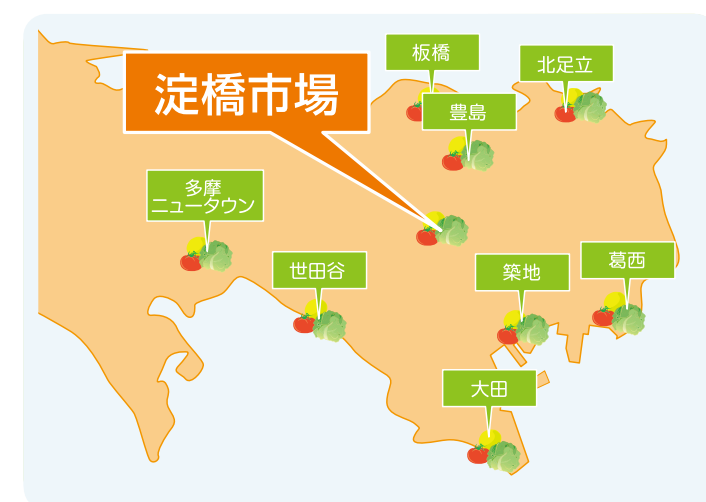 板橋
北足立
淀橋市場
豊島
多摩
ニュータウン
世田谷
築地
葛西
大田